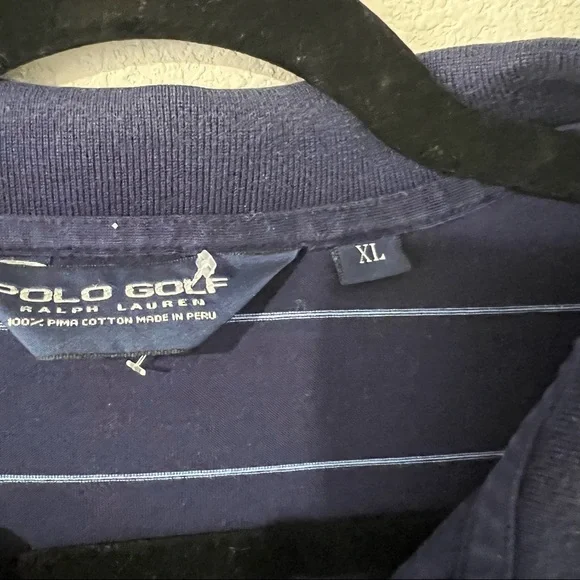 POLO GOLF
RALPH LAUREN
100% PIMA COTTON MADE IN PERU
XL